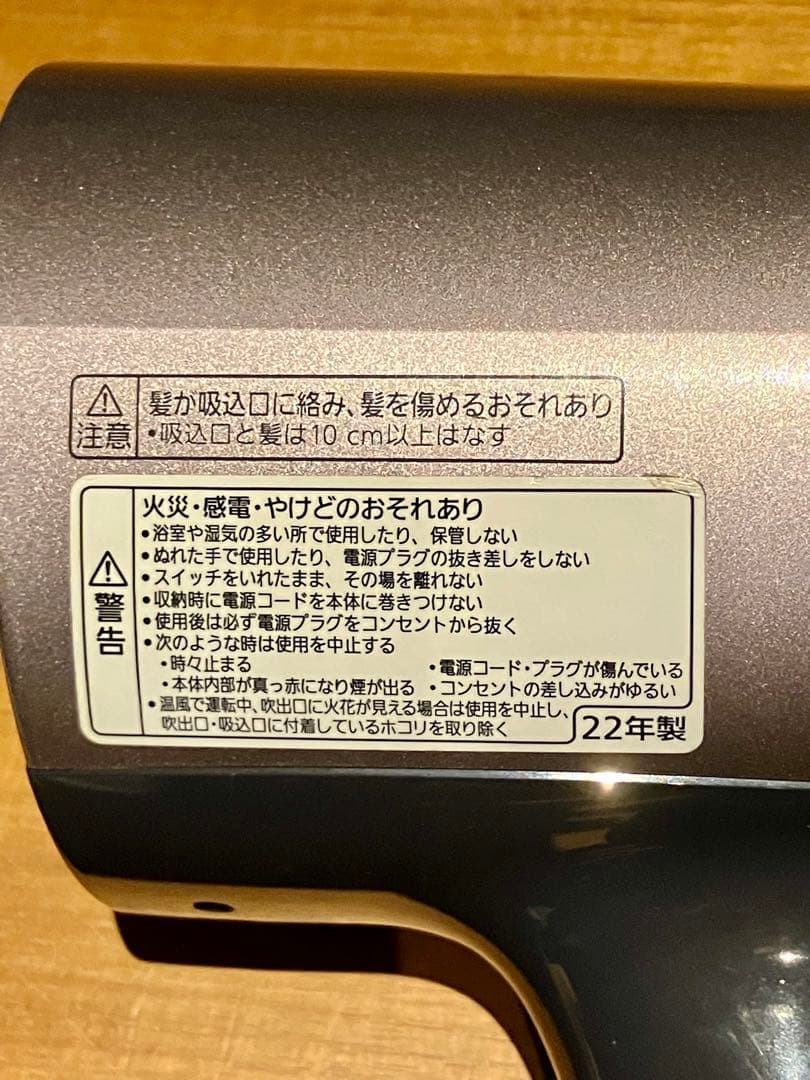 注意
髪が吸込口に絡み、髪を傷めるおそれあり
・吸込口と髪は10 cm以上はなす
警告
火災・感電・やけどのおそれあり
・浴室や湿気の多い所で使用したり、保管しない
・ぬれた手で使用したり、電源プラグの抜き差しをしない
・スイッチをいれたまま、その場を離れない
・収納時に電源コードを本体に巻きつけない
・使用後は必ず電源プラグをコンセントから抜く
・次のような時は使用を中止する
・時々止まる ・電源コード・プラグが傷んでいる
・本体内部が真っ赤になり煙が出る ・コンセントの差し込みがゆるい
・温風で運転中、吹出口に火花が見える場合は使用を中止し、
吹出口・吸込口に付着しているホコリを取り除く
22年製